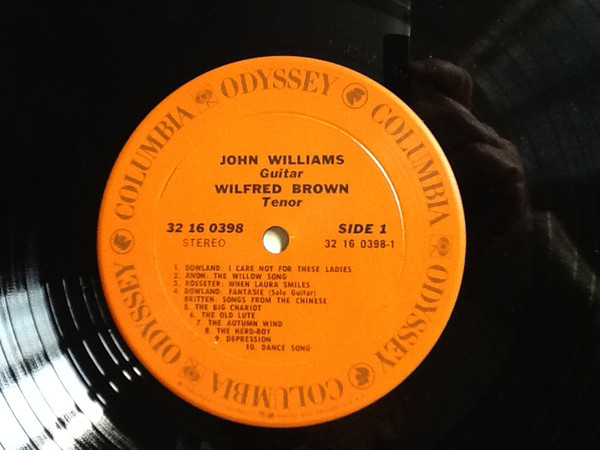 COLUMBIA ODYSSEY COLUMBIA ODYSSEY COLUMBIA ODYSSEY
JOHN WILLIAMS
Guitar
WILFRED BROWN
Tenor
32 16 0398 SIDE 1
STEREO 32 16 0398-1
1. DOWLAND: I CARE NOT FOR THESE LADIES
2. ANON: THE WILLOW SONG
3. ROSSETER: WHEN LAURA SMILES
4. DOWLAND: FANTASIE (Solo Guitar)
BRITTEN: SONGS FROM THE CHINESE
5. THE BIG CHARIOT
6. THE OLD LUTE
7. THE AUTUMN WIND
8. THE HERD-BOY
9. DEPRESSION
10. DANCE SONG